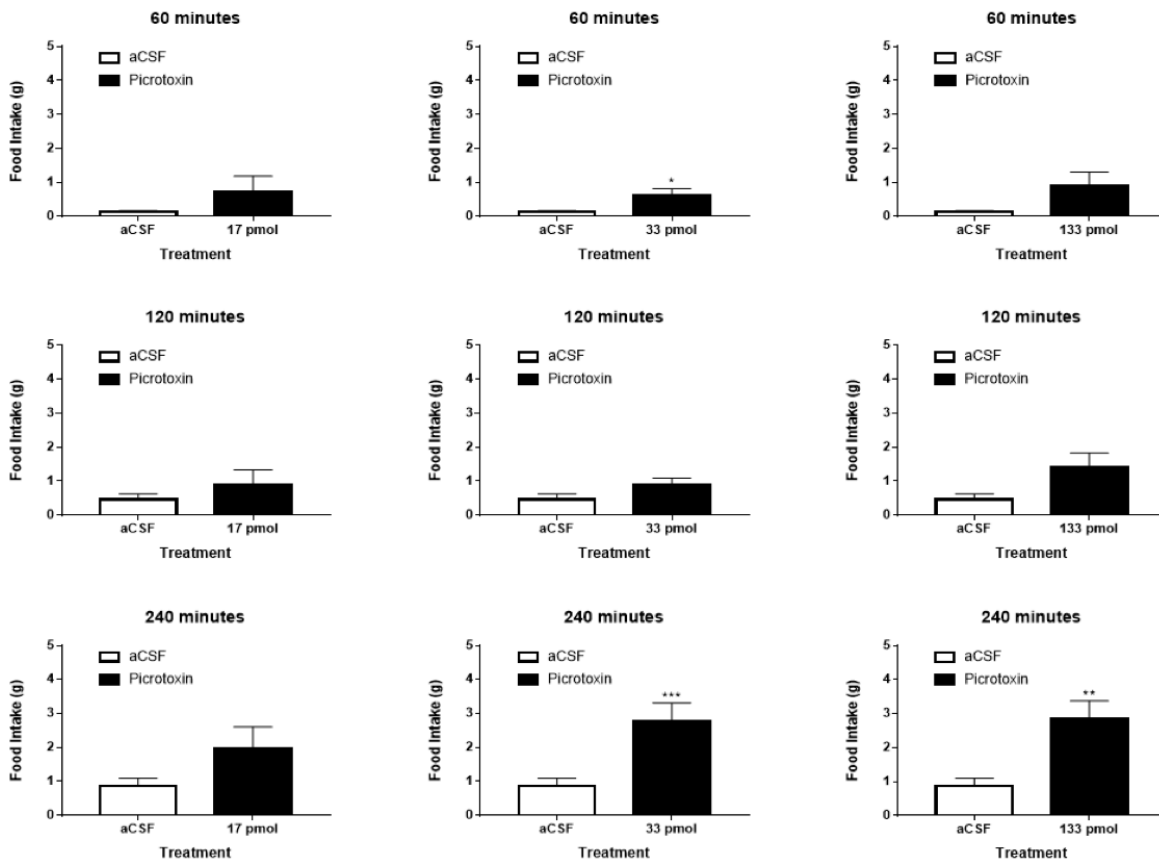 60 minutes
5
4
3
2
1
0
Food Intake (g)
aCSF
Picrotoxin
aCSF
17 pmol
Treatment
60 minutes
5
4
3
2
1
0
Food Intake (g)
aCSF
Picrotoxin
*
aCSF
33 pmol
Treatment
60 minutes
5
4
3
2
1
0
Food Intake (g)
aCSF
Picrotoxin
aCSF
133 pmol
Treatment
120 minutes
5
4
3
2
1
0
Food Intake (g)
aCSF
Picrotoxin
aCSF
17 pmol
Treatment
120 minutes
5
4
3
2
1
0
Food Intake (g)
aCSF
Picrotoxin
aCSF
33 pmol
Treatment
120 minutes
5
4
3
2
1
0
Food Intake (g)
aCSF
Picrotoxin
aCSF
133 pmol
Treatment
240 minutes
5
4
3
2
1
0
Food Intake (g)
aCSF
Picrotoxin
aCSF
17 pmol
Treatment
240 minutes
5
4
3
2
1
0
Food Intake (g)
aCSF
Picrotoxin
***
aCSF
33 pmol
Treatment
240 minutes
5
4
3
2
1
0
Food Intake (g)
aCSF
Picrotoxin
**
aCSF
133 pmol
Treatment